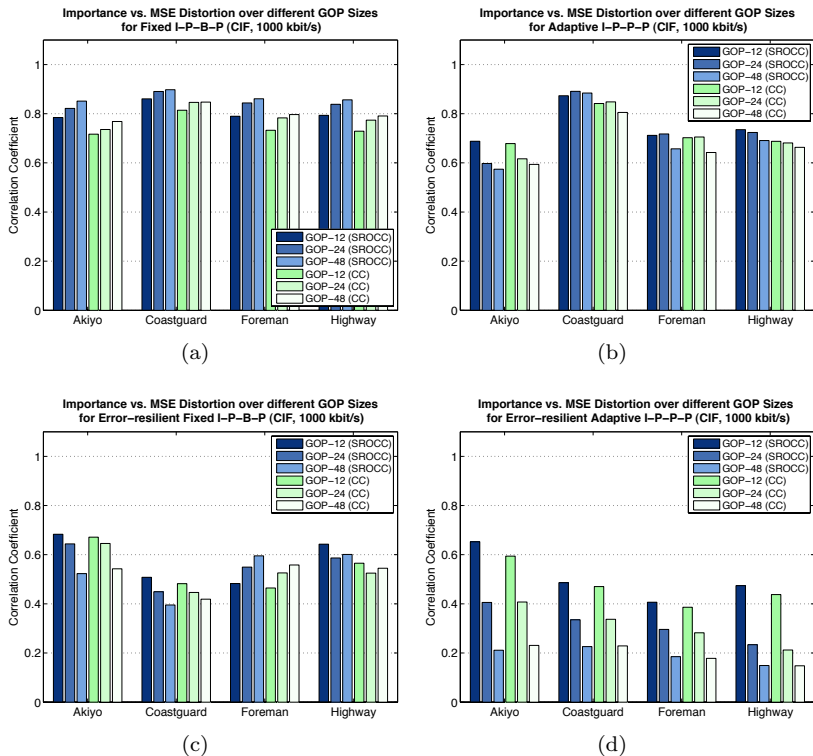 Importance vs. MSE Distortion over different GOP Sizes
for Fixed I−P−B−P (CIF, 1000 kbit/s)
Correlation Coefficient
1
0.8
0.6
0.4
0.2
0
GOP−12 (SROCC)
GOP−24 (SROCC)
GOP−48 (SROCC)
GOP−12 (CC)
GOP−24 (CC)
GOP−48 (CC)
Akiyo
Coastguard
Foreman
Highway
(a)
Importance vs. MSE Distortion over different GOP Sizes
for Adaptive I−P−P−P (CIF, 1000 kbit/s)
Correlation Coefficient
1
0.8
0.6
0.4
0.2
0
GOP−12 (SROCC)
GOP−24 (SROCC)
GOP−48 (SROCC)
GOP−12 (CC)
GOP−24 (CC)
GOP−48 (CC)
Akiyo
Coastguard
Foreman
Highway
(b)
Importance vs. MSE Distortion over different GOP Sizes
for Error−resilient Fixed I−P−B−P (CIF, 1000 kbit/s)
Correlation Coefficient
1
0.8
0.6
0.4
0.2
0
GOP−12 (SROCC)
GOP−24 (SROCC)
GOP−48 (SROCC)
GOP−12 (CC)
GOP−24 (CC)
GOP−48 (CC)
Akiyo
Coastguard
Foreman
Highway
(c)
Importance vs. MSE Distortion over different GOP Sizes
for Error−resilient Adaptive I−P−P−P (CIF, 1000 kbit/s)
Correlation Coefficient
1
0.8
0.6
0.4
0.2
0
GOP−12 (SROCC)
GOP−24 (SROCC)
GOP−48 (SROCC)
GOP−12 (CC)
GOP−24 (CC)
GOP−48 (CC)
Akiyo
Coastguard
Foreman
Highway
(d)